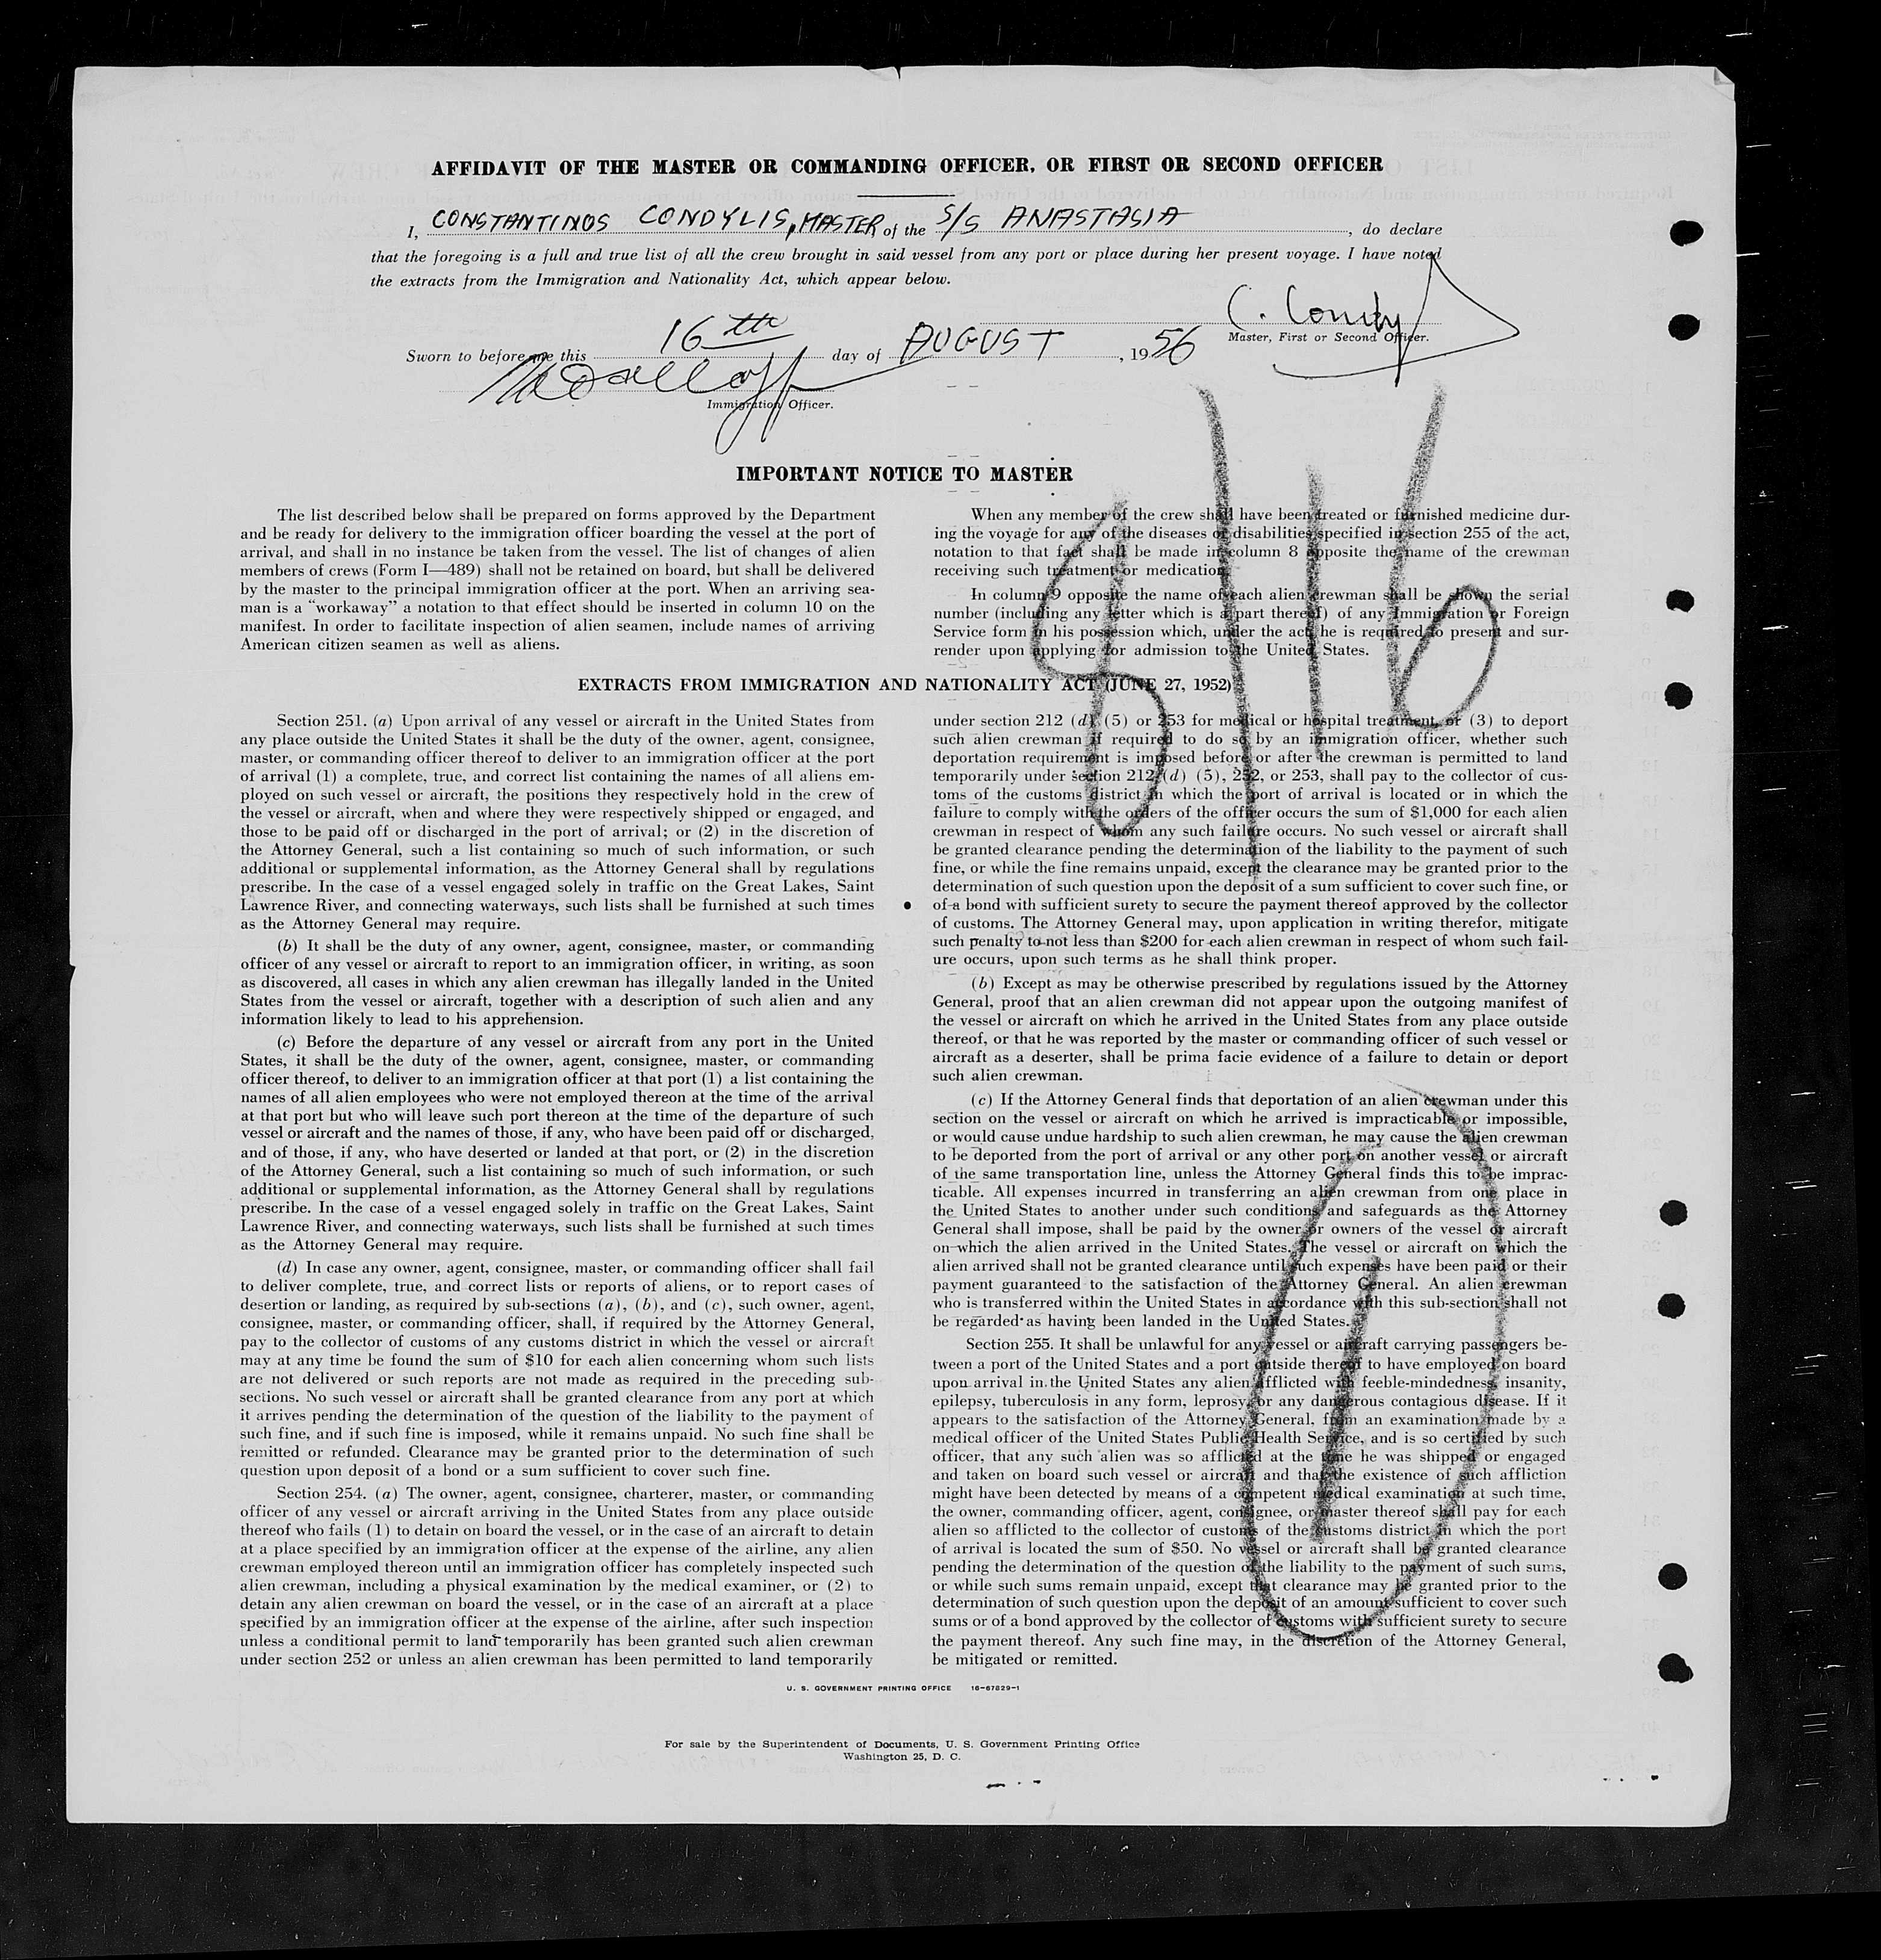 AFFIDAVIT OF THE MASTER OR COMMANDING OFFICER, OR FIRST OR SECOND OFFICER
I, CONSTANTINOS CONDYLIS, MASTER of the S/S ANASTASIA, do declare
that the foregoing is a full and true list of all the crew brought in said vessel from any port or place during her present voyage. I have noted
the extracts from the Immigration and Nationality Act, which appear below.
Master, First or Second Officer.
Sworn to before me this 16th day of AUGUST, 1956
Immigration Officer.
IMPORTANT NOTICE TO MASTER
The list described below shall be prepared on forms approved by the Department
and be ready for delivery to the immigration officer boarding the vessel at the port of
arrival, and shall in no instance be taken from the vessel. The list of changes of alien
members of crews (Form I—489) shall not be retained on board, but shall be delivered
by the master to the principal immigration officer at the port. When an arriving sea-
man is a "workaway" a notation to that effect should be inserted in column 10 on the
manifest. In order to facilitate inspection of alien seamen, include names of arriving
American citizen seamen as well as aliens.
When any member of the crew shall have been treated or furnished medicine dur-
ing the voyage for any of the diseases or disabilities specified in section 255 of the act,
notation to that fact shall be made in column 8 opposite the name of the crewman
receiving such treatment or medication.
In column 9 opposite the name of each alien crewman shall be shown the serial
number (including any letter which is a part thereof) of any Immigration or Foreign
Service form in his possession which, under the act, he is required to present and sur-
render upon applying for admission to the United States.
8/16
EXTRACTS FROM IMMIGRATION AND NATIONALITY ACT (JUNE 27, 1952)
Section 251. (a) Upon arrival of any vessel or aircraft in the United States from
any place outside the United States it shall be the duty of the owner, agent, consignee,
master, or commanding officer thereof to deliver to an immigration officer at the port
of arrival (1) a complete, true, and correct list containing the names of all aliens em-
ployed on such vessel or aircraft, the positions they respectively hold in the crew of
the vessel or aircraft, when and where they were respectively shipped or engaged, and
those to be paid off or discharged in the port of arrival; or (2) in the discretion of
the Attorney General, such a list containing so much of such information, or such
additional or supplemental information, as the Attorney General shall by regulations
prescribe. In the case of a vessel engaged solely in traffic on the Great Lakes, Saint
Lawrence River, and connecting waterways, such lists shall be furnished at such times
as the Attorney General may require.
(b) It shall be the duty of any owner, agent, consignee, master, or commanding
officer of any vessel or aircraft to report to an immigration officer, in writing, as soon
as discovered, all cases in which any alien crewman has illegally landed in the United
States from the vessel or aircraft, together with a description of such alien and any
information likely to lead to his apprehension.
(c) Before the departure of any vessel or aircraft from any port in the United
States, it shall be the duty of the owner, agent, consignee, master, or commanding
officer thereof, to deliver to an immigration officer at that port (1) a list containing the
names of all alien employees who were not employed thereon at the time of the arrival
at that port but who will leave such port thereon at the time of the departure of such
vessel or aircraft and the names of those, if any, who have been paid off or discharged,
and of those, if any, who have deserted or landed at that port, or (2) in the discretion
of the Attorney General, such a list containing so much of such information, or such
additional or supplemental information, as the Attorney General shall by regulations
prescribe. In the case of a vessel engaged solely in traffic on the Great Lakes, Saint
Lawrence River, and connecting waterways, such lists shall be furnished at such times
as the Attorney General may require.
(d) In case any owner, agent, consignee, master, or commanding officer shall fail
to deliver complete, true, and correct lists or reports of aliens, or to report cases of
desertion or landing, as required by sub-sections (a), (b), and (c), such owner, agent,
consignee, master, or commanding officer, shall, if required by the Attorney General,
pay to the collector of customs of any customs district in which the vessel or aircraft
may at any time be found the sum of $10 for each alien concerning whom such lists
are not delivered or such reports are not made as required in the preceding sub-
sections. No such vessel or aircraft shall be granted clearance from any port at which
it arrives pending the determination of the question of the liability to the payment of
such fine, and if such fine is imposed, while it remains unpaid. No such fine shall be
remitted or refunded. Clearance may be granted prior to the determination of such
question upon deposit of a bond or a sum sufficient to cover such fine.
Section 254. (a) The owner, agent, consignee, charterer, master, or commanding
officer of any vessel or aircraft arriving in the United States from any place outside
thereof who fails (1) to detain on board the vessel, or in the case of an aircraft to detain
at a place specified by an immigration officer at the expense of the airline, any alien
crewman employed thereon until an immigration officer has completely inspected such
alien crewman, including a physical examination by the medical examiner, or (2) to
detain any alien crewman on board the vessel, or in the case of an aircraft at a place
specified by an immigration officer at the expense of the airline, after such inspection
unless a conditional permit to land temporarily has been granted such alien crewman
under section 252 or unless an alien crewman has been permitted to land temporarily
under section 212 (d) (5) or 253 for medical or hospital treatment, or (3) to deport
such alien crewman if required to do so by an immigration officer, whether such
deportation requirement is imposed before or after the crewman is permitted to land
temporarily under section 212 (d) (5), 252, or 253, shall pay to the collector of cus-
toms of the customs district in which the port of arrival is located or in which the
failure to comply with the orders of the officer occurs the sum of $1,000 for each alien
crewman in respect of whom any such failure occurs. No such vessel or aircraft shall
be granted clearance pending the determination of the liability to the payment of such
fine, or while the fine remains unpaid, except the clearance may be granted prior to the
determination of such question upon the deposit of a sum sufficient to cover such fine, or
of a bond with sufficient surety to secure the payment thereof approved by the collector
of customs. The Attorney General may, upon application in writing therefor, mitigate
such penalty to not less than $200 for each alien crewman in respect of whom such fail-
ure occurs, upon such terms as he shall think proper.
(b) Except as may be otherwise prescribed by regulations issued by the Attorney
General, proof that an alien crewman did not appear upon the outgoing manifest of
the vessel or aircraft on which he arrived in the United States from any place outside
thereof, or that he was reported by the master or commanding officer of such vessel or
aircraft as a deserter, shall be prima facie evidence of a failure to detain or deport
such alien crewman.
(c) If the Attorney General finds that deportation of an alien crewman under this
section on the vessel or aircraft on which he arrived is impracticable or impossible,
or would cause undue hardship to such alien crewman, he may cause the alien crewman
to be deported from the port of arrival or any other port on another vessel or aircraft
of the same transportation line, unless the Attorney General finds this to be imprac-
ticable. All expenses incurred in transferring an alien crewman from one place in
the United States to another under such conditions and safeguards as the Attorney
General shall impose, shall be paid by the owner or owners of the vessel or aircraft
on which the alien arrived in the United States. The vessel or aircraft on which the
alien arrived shall not be granted clearance until such expenses have been paid or their
payment guaranteed to the satisfaction of the Attorney General. An alien crewman
who is transferred within the United States in accordance with this sub-section shall not
be regarded as having been landed in the United States.
Section 255. It shall be unlawful for any vessel or aircraft carrying passengers be-
tween a port of the United States and a port outside thereof to have employed on board
upon arrival in the United States any alien afflicted with feeble-mindedness, insanity,
epilepsy, tuberculosis in any form, leprosy, or any dangerous contagious disease. If it
appears to the satisfaction of the Attorney General, from an examination made by a
medical officer of the United States Public Health Service, and is so certified by such
officer, that any such alien was so afflicted at the time he was shipped or engaged
and taken on board such vessel or aircraft and that the existence of such affliction
might have been detected by means of a competent medical examination at such time,
the owner, commanding officer, agent, consignee, or master thereof shall pay for each
alien so afflicted to the collector of customs of the customs district in which the port
of arrival is located the sum of $50. No vessel or aircraft shall be granted clearance
pending the determination of the question of the liability to the payment of such sums,
or while such sums remain unpaid, except that clearance may be granted prior to the
determination of such question upon the deposit of an amount sufficient to cover such
sums or of a bond approved by the collector of customs with sufficient surety to secure
the payment thereof. Any such fine may, in the discretion of the Attorney General,
be mitigated or remitted.
1
U. S. GOVERNMENT PRINTING OFFICE 16—67829-1
For sale by the Superintendent of Documents, U. S. Government Printing Office
Washington 25, D. C.